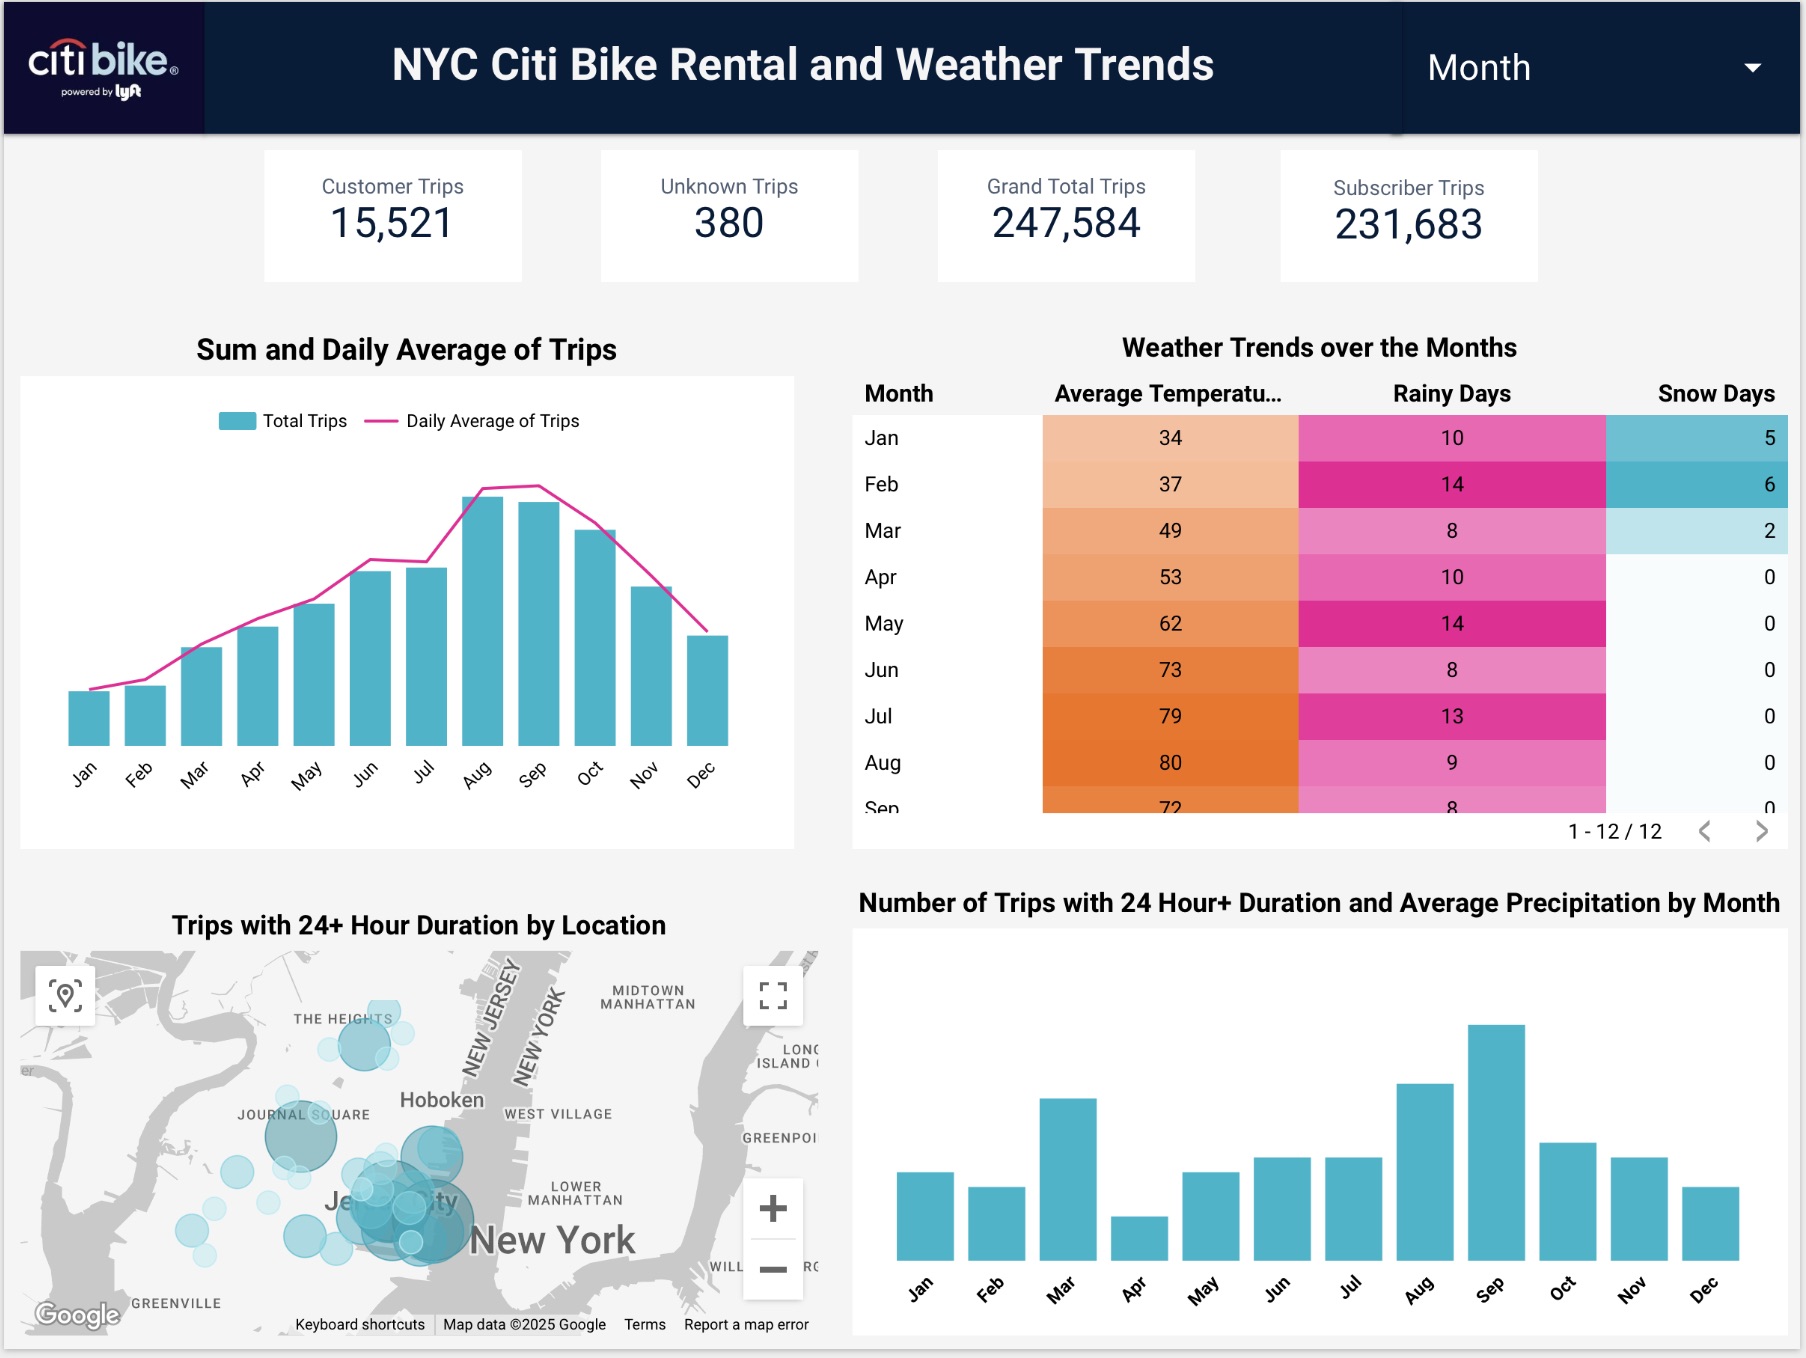 citi bike®
powered by lyft
NYC Citi Bike Rental and Weather Trends
Month
Customer Trips
15,521
Unknown Trips
380
Grand Total Trips
247,584
Subscriber Trips
231,683
Sum and Daily Average of Trips
Total Trips
Daily Average of Trips
Jan
Feb
Mar
Apr
May
Jun
Jul
Aug
Sep
Oct
Nov
Dec
Weather Trends over the Months
Month Average Temperatu... Rainy Days Snow Days
Jan 34 10 5
Feb 37 14 6
Mar 49 8 2
Apr 53 10 0
May 62 14 0
Jun 73 8 0
Jul 79 13 0
Aug 80 9 0
Sep 72 8 0
1 - 12 / 12
Trips with 24+ Hour Duration by Location
MIDTOWN
MANHATTAN
THE HEIGHTS
NEW JERSEY
NEW YORK
LONG
ISLAND
er
Hoboken
JOURNAL SQUARE
WEST VILLAGE
GREENPOI
LOWER
MANHATTAN
Jersey City
New York
WILL
RG
GREENVILLE
Google
Keyboard shortcuts
Map data ©2025 Google
Terms
Report a map error
Number of Trips with 24 Hour+ Duration and Average Precipitation by Month
Jan
Feb
Mar
Apr
May
Jun
Jul
Aug
Sep
Oct
Nov
Dec